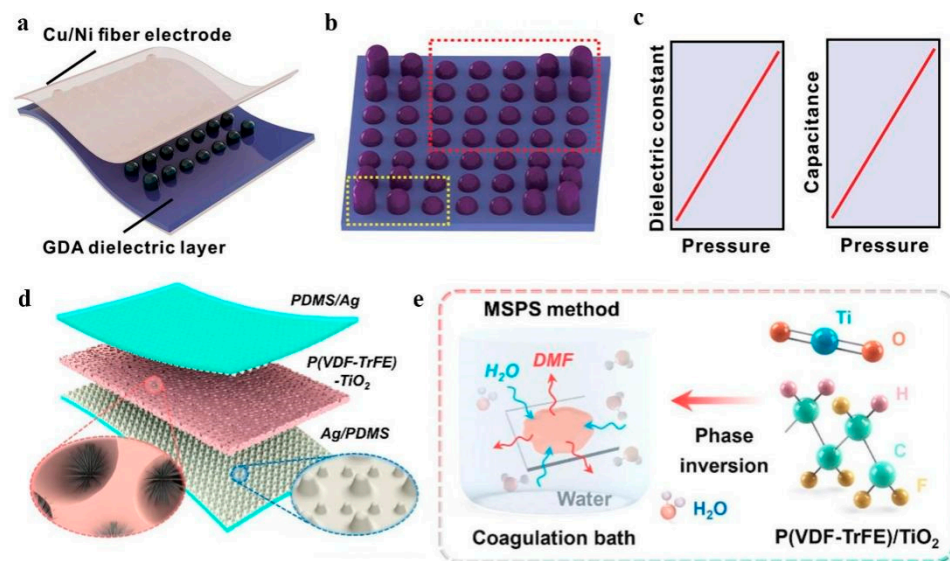 a
Cu/Ni fiber electrode
GDA dielectric layer
b
c
Dielectric constant
Pressure
Capacitance
Pressure
d
PDMS/Ag
P(VDF-TrFE)
-TiO₂
Ag/PDMS
e
MSPS method
H₂O
DMF
Water
Coagulation bath
H₂O
Phase
inversion
Ti
O
H
C
F
P(VDF-TrFE)/TiO₂